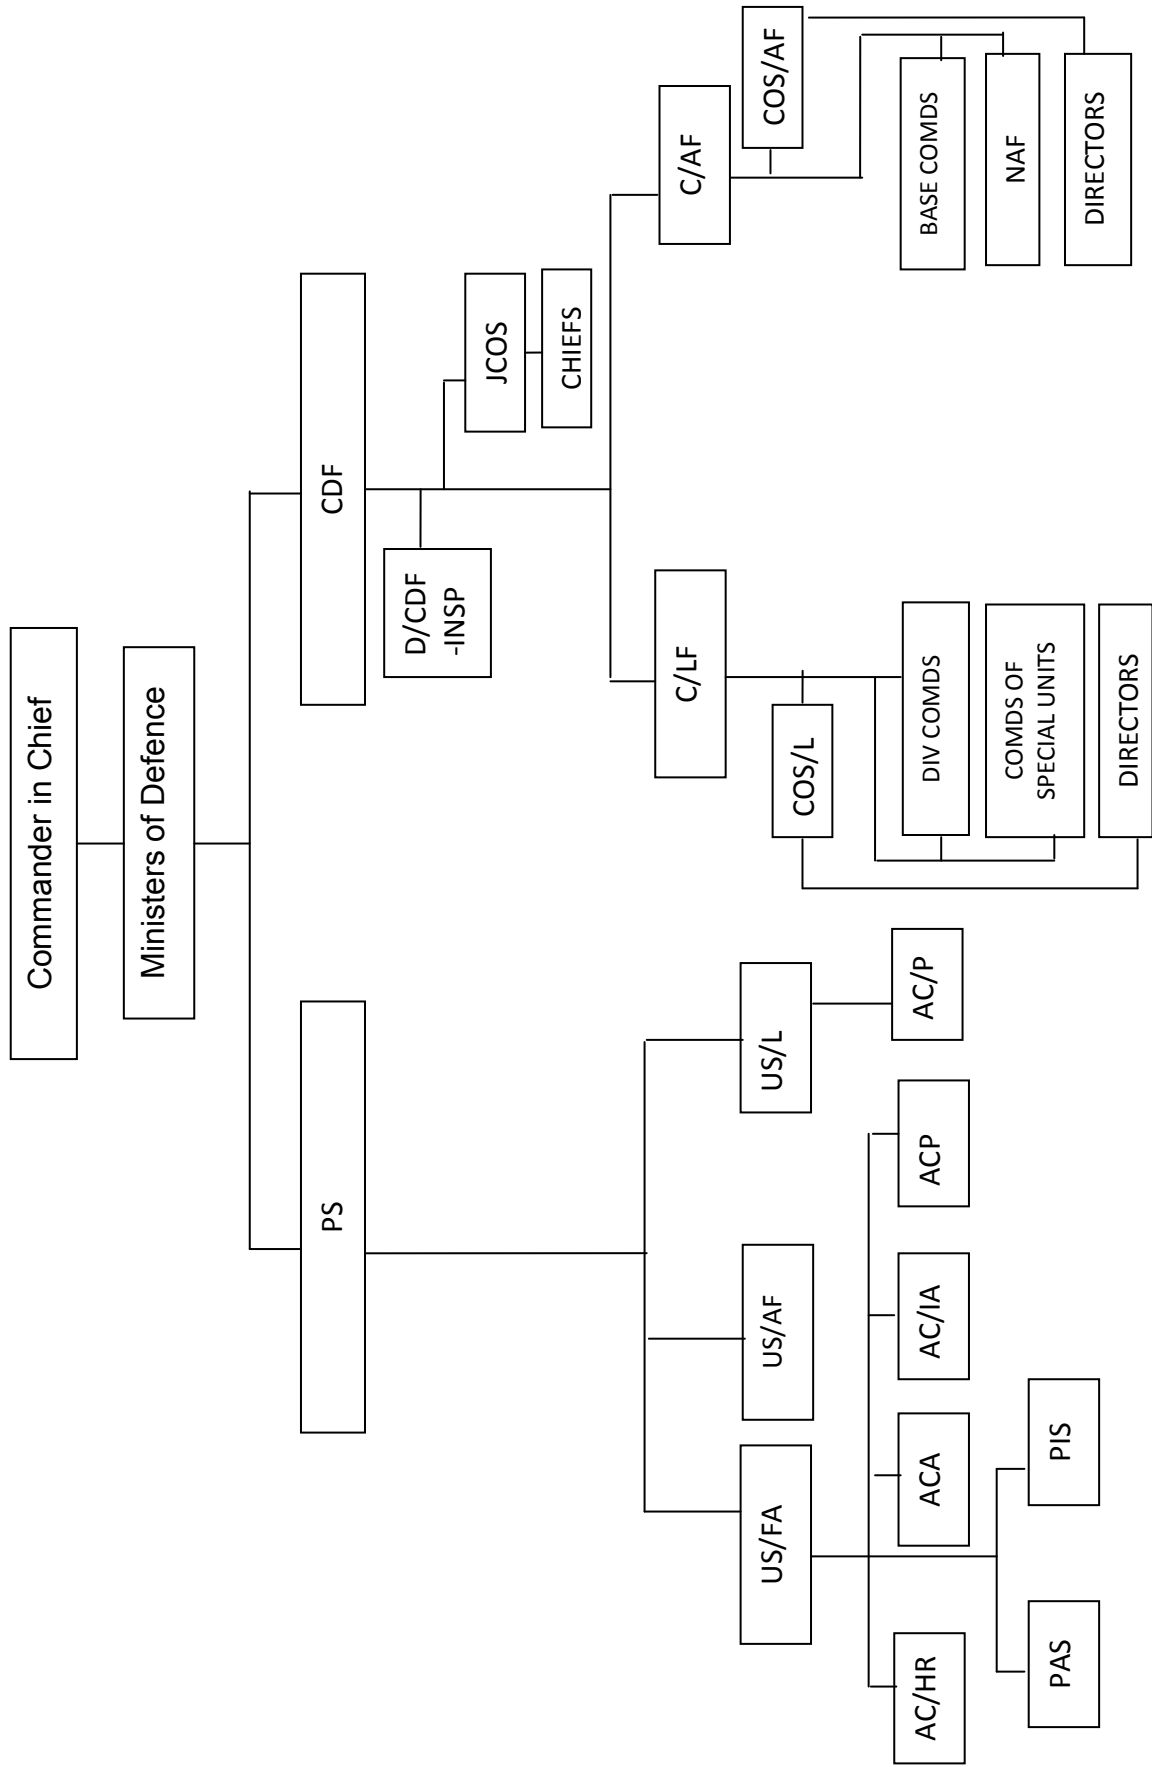 Commander in Chief
Ministers of Defence
PS
CDF
D/CDF
-INSP
JCOS
CHIEFS
US/FA
US/AF
US/L
C/LF
C/AF
COS/L
COS/AF
AC/HR
ACA
AC/IA
ACP
AC/P
DIV COMDS
BASE COMDS
PAS
PIS
COMDS OF
SPECIAL UNITS
NAF
DIRECTORS
DIRECTORS